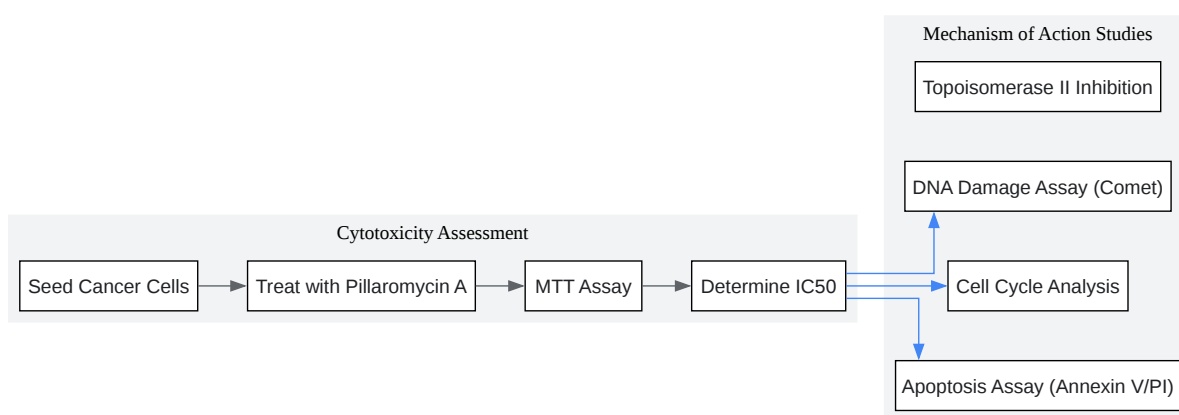 Mechanism of Action Studies
Topoisomerase II Inhibition
DNA Damage Assay (Comet)
Cytotoxicity Assessment
Seed Cancer Cells
Treat with Pillaromycin A
MTT Assay
Determine IC50
Cell Cycle Analysis
Apoptosis Assay (Annexin V/PI)